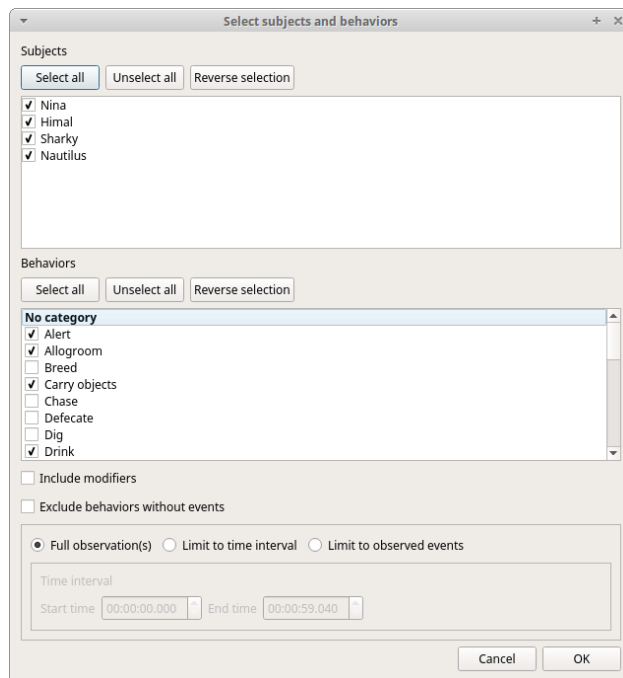 Select subjects and behaviors
Subjects
Select all Unselect all Reverse selection
Nina
Himal
Sharky
Nautilus
Behaviors
Select all Unselect all Reverse selection
No category
Alert
Allogroom
Breed
Carry objects
Chase
Defecate
Dig
Drink
Include modifiers
Exclude behaviors without events
Full observation(s) Limit to time interval Limit to observed events
Time interval
Start time 00:00:00.000 End time 00:00:59.040
Cancel OK